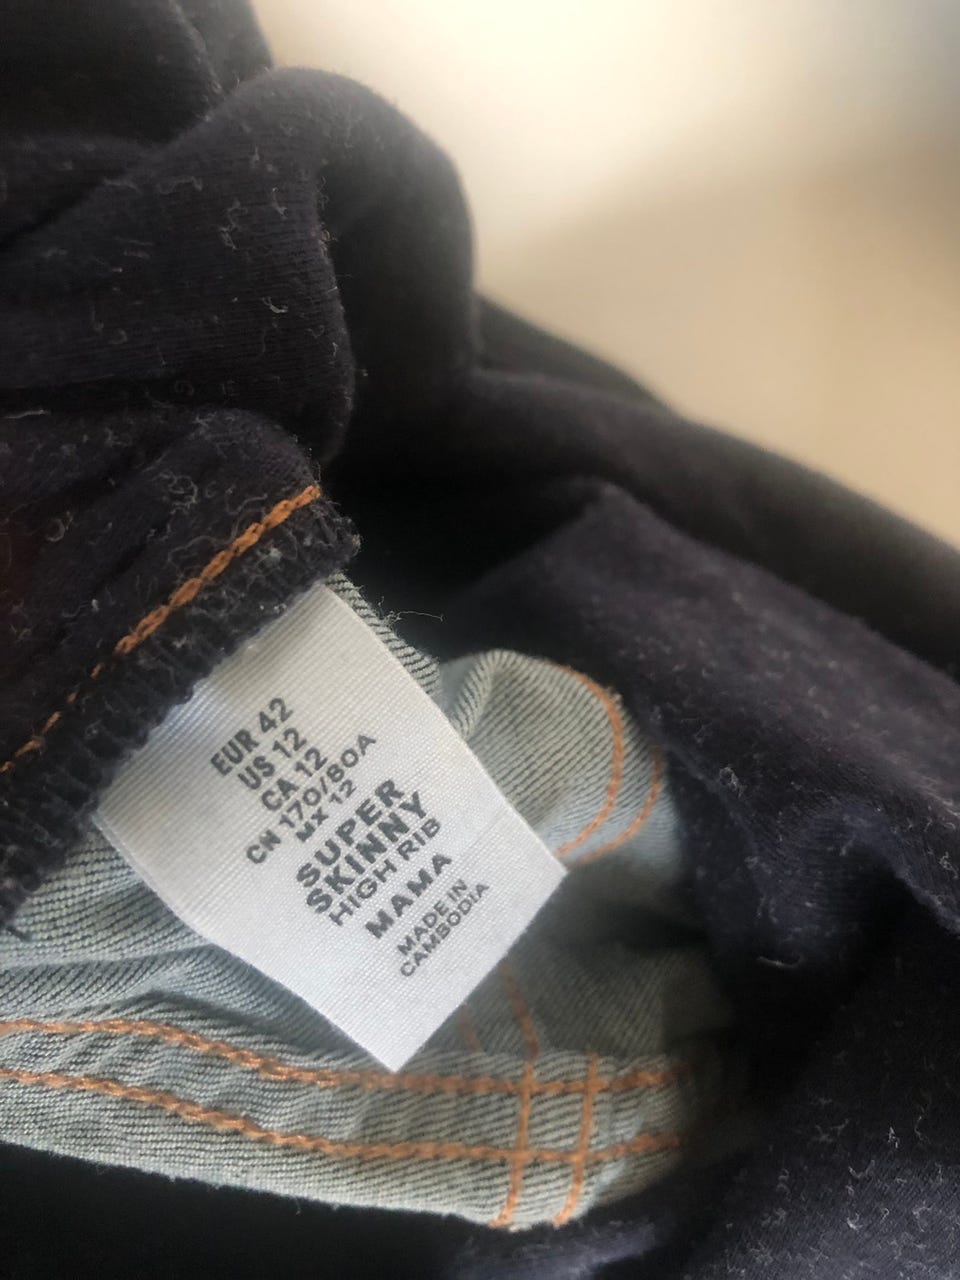 EUR 42
US 12
CA 12
CN 170/80A
MX 12
SUPER
SKINNY
HIGH RIB
MAMA
MADE IN
CAMBODIA